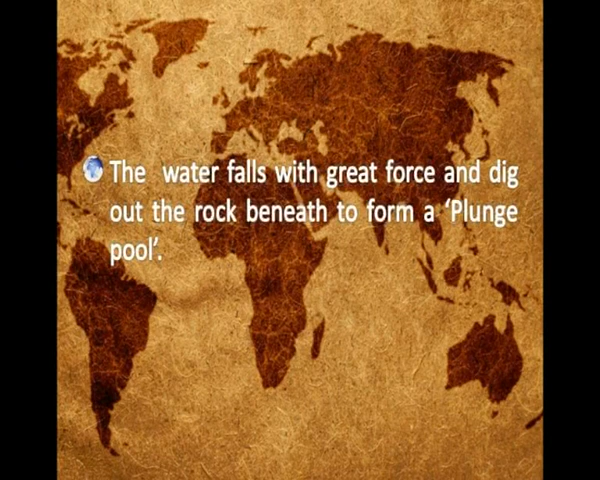 The water falls with great force and dig
out the rock beneath to form a ‘Plunge
pool’.